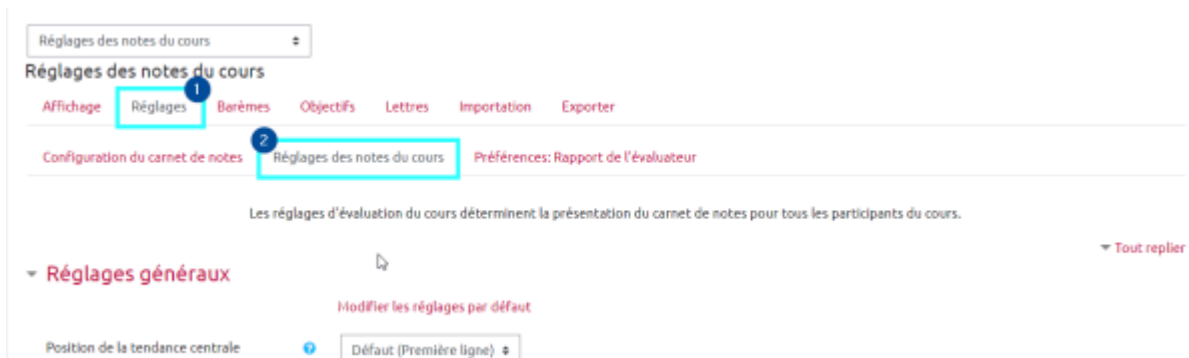 Réglages des notes du cours
Réglages des notes du cours
1
Affichage Réglages Barèmes Objectifs Lettres Importation Exporter
2
Configuration du carnet de notes Réglages des notes du cours Préférences: Rapport de l'évaluateur
Les réglages d'évaluation du cours déterminent la présentation du carnet de notes pour tous les participants du cours.
Tout replier
Réglages généraux
Modifier les réglages par défaut
Position de la tendance centrale ? Défaut (Première ligne)